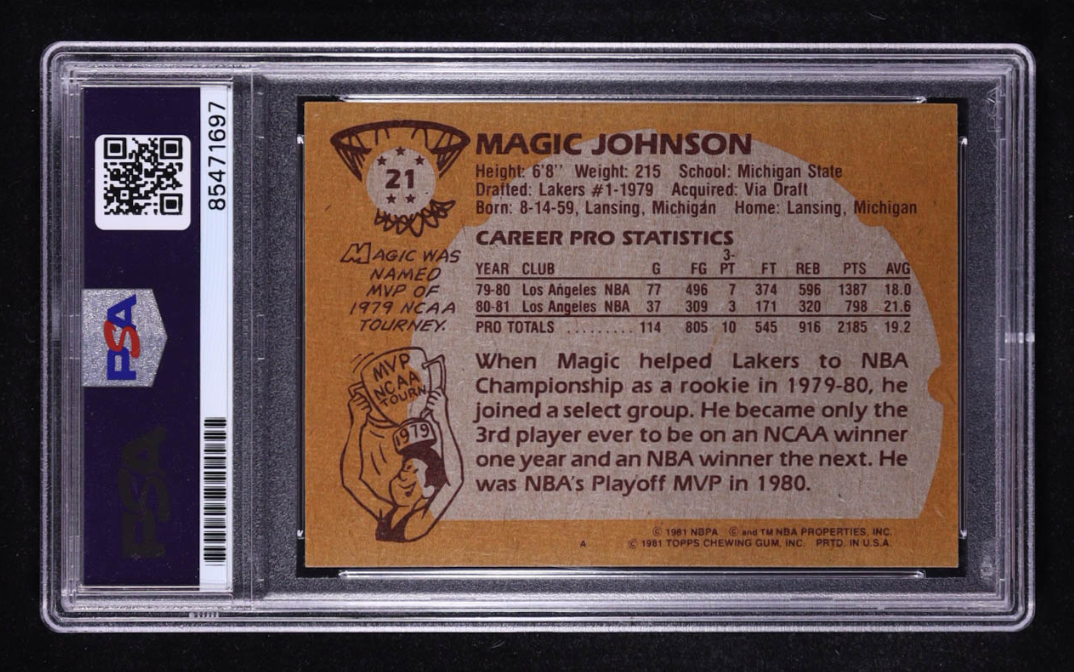 85471697
PSA
PSA
21
MAGIC JOHNSON
Height: 6'8'' Weight: 215 School: Michigan State
Drafted: Lakers #1-1979 Acquired: Via Draft
Born: 8-14-59, Lansing, Michigan Home: Lansing, Michigan
MAGIC WAS
NAMED
MVP OF
1979 NCAA
TOURNEY.
CAREER PRO STATISTICS
YEAR CLUB G FG 3-PT FT REB PTS AVG
79-80 Los Angeles NBA 77 496 7 374 596 1387 18.0
80-81 Los Angeles NBA 37 309 3 171 320 798 21.6
PRO TOTALS ......... 114 805 10 545 916 2185 19.2
MVP
NCAA
TOURN.
1979
When Magic helped Lakers to NBA
Championship as a rookie in 1979-80, he
joined a select group. He became only the
3rd player ever to be on an NCAA winner
one year and an NBA winner the next. He
was NBA's Playoff MVP in 1980.
© 1981 NBPA © and TM NBA PROPERTIES, INC.
A © 1981 TOPPS CHEWING GUM, INC. PRTD. IN U.S.A.